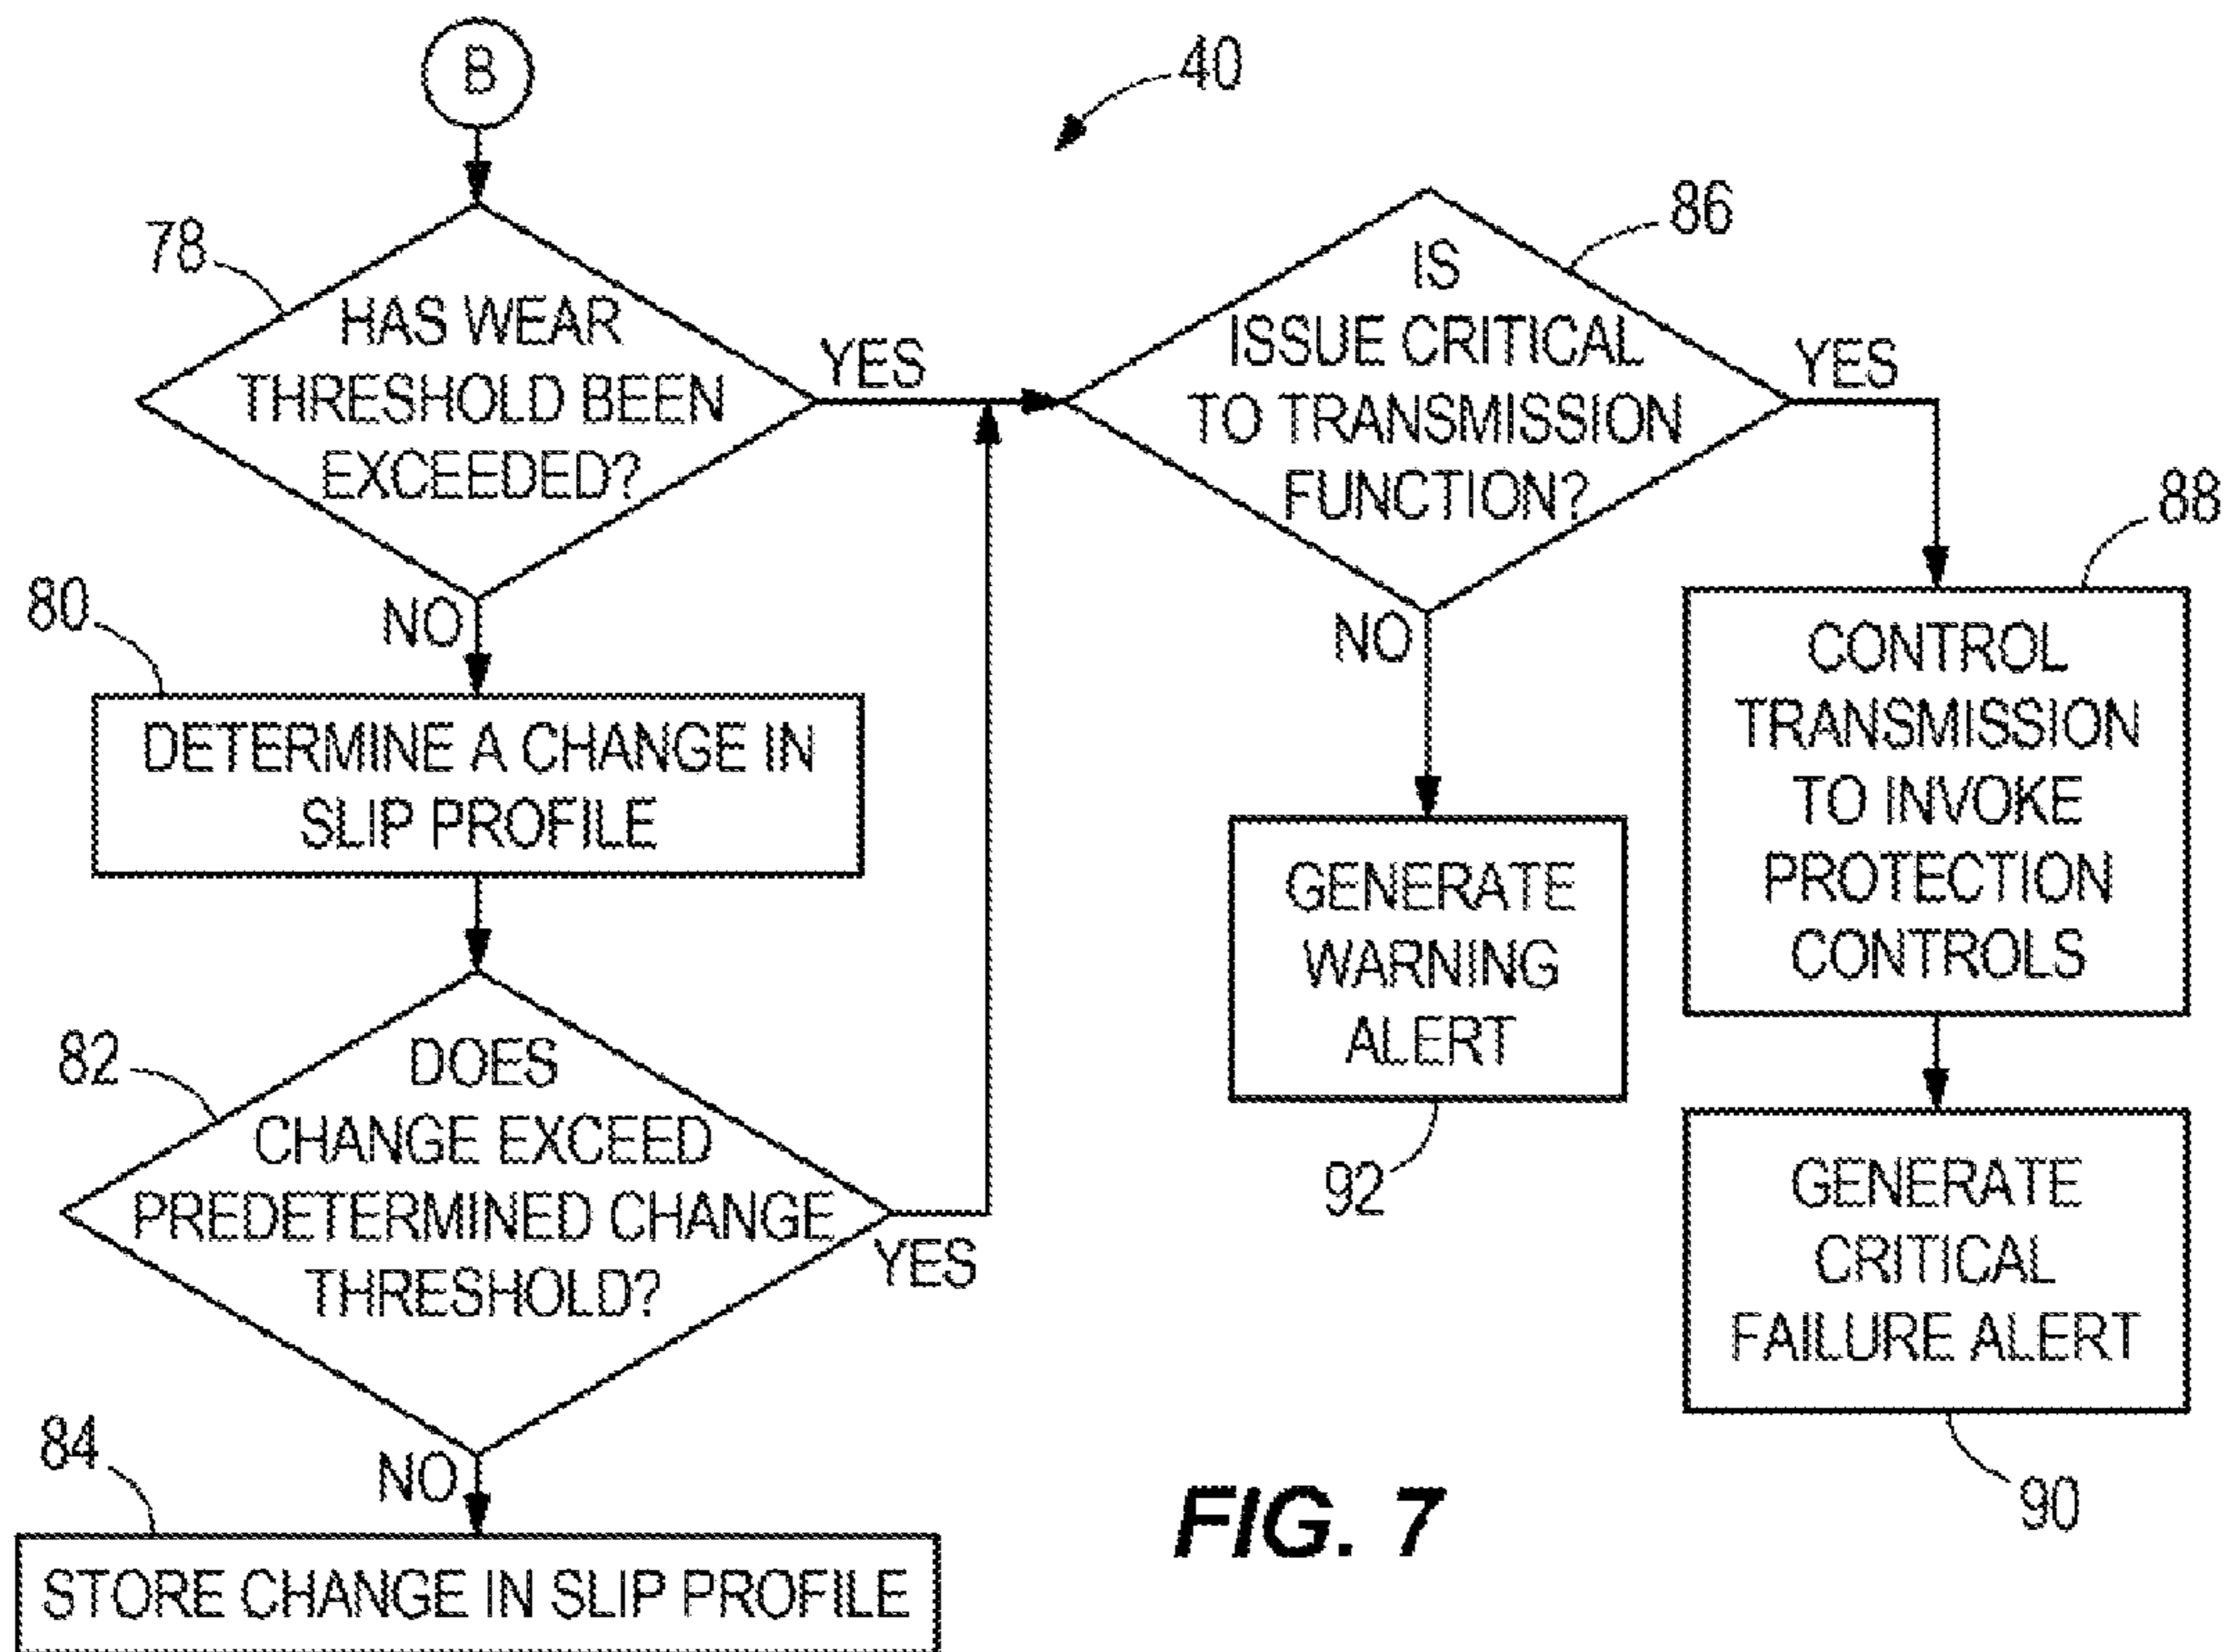 B
40
78
HAS WEAR
THRESHOLD BEEN
EXCEEDED?
YES
NO
80
DETERMINE A CHANGE IN
SLIP PROFILE
82
DOES
CHANGE EXCEED
PREDETERMINED CHANGE
THRESHOLD?
YES
NO
84
STORE CHANGE IN SLIP PROFILE
86
IS
ISSUE CRITICAL
TO TRANSMISSION
FUNCTION?
YES
NO
88
CONTROL
TRANSMISSION
TO INVOKE
PROTECTION
CONTROLS
GENERATE
WARNING
ALERT
92
GENERATE
CRITICAL
FAILURE ALERT
90
FIG. 7